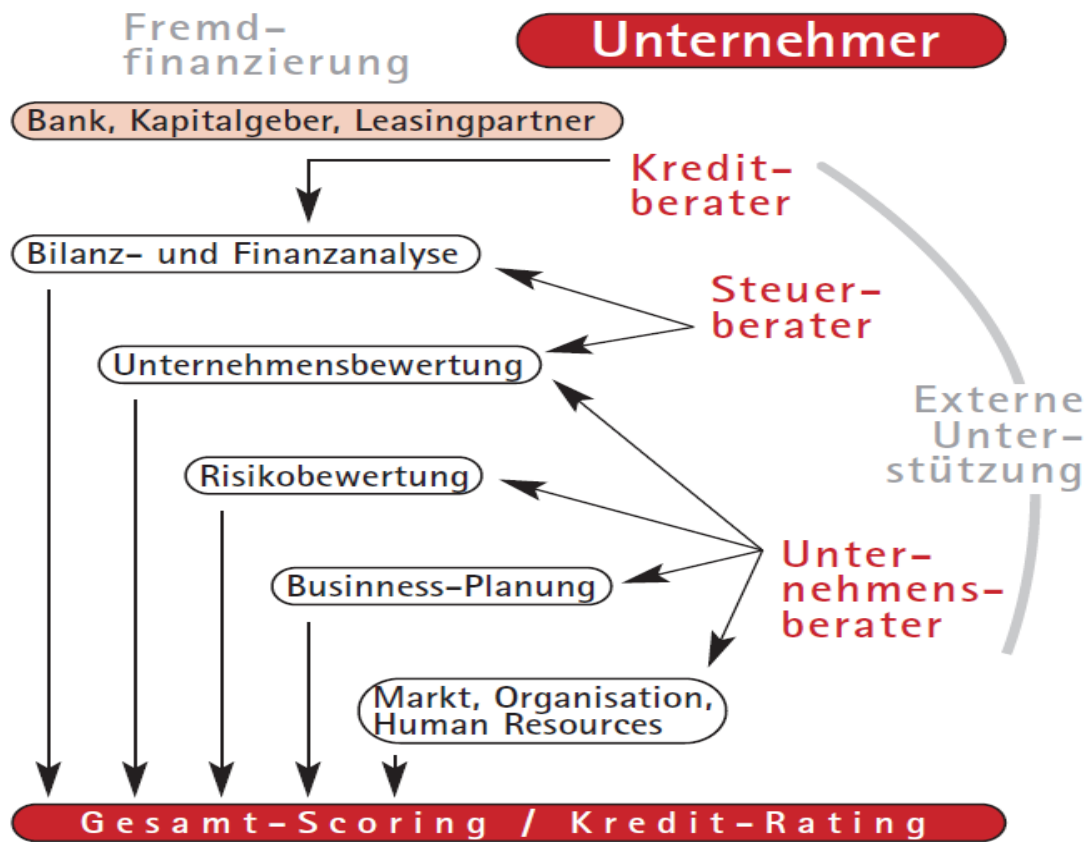 Fremd-
finanzierung
Unternehmer
Bank, Kapitalgeber, Leasingpartner
Kredit-
berater
Bilanz- und Finanzanalyse
Steuer-
berater
Unternehmensbewertung
Externe
Unter-
stützung
Risikobewertung
Unter-
nehmens-
berater
Businness-Planung
Markt, Organisation,
Human Resources
Gesamt-Scoring / Kredit-Rating